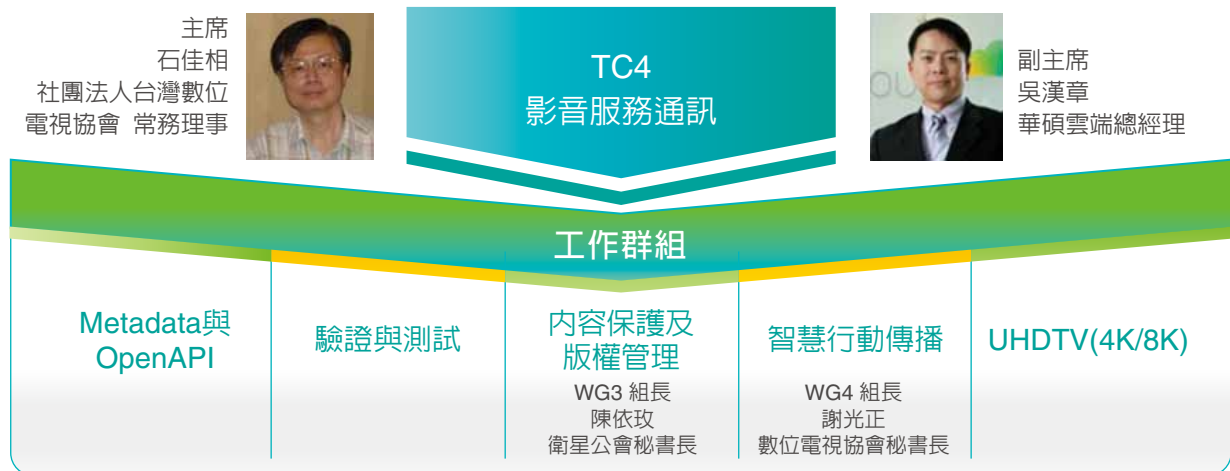 主席
石佳相
社團法人台灣數位
電視協會 常務理事
TC4
影音服務通訊
副主席
吳漢章
華碩雲端總經理
工作群組
Metadata與
OpenAPI
驗證與測試
內容保護及
版權管理
WG3 組長
陳依玫
衛星公會秘書長
智慧行動傳播
WG4 組長
謝光正
數位電視協會秘書長
UHDTV(4K/8K)